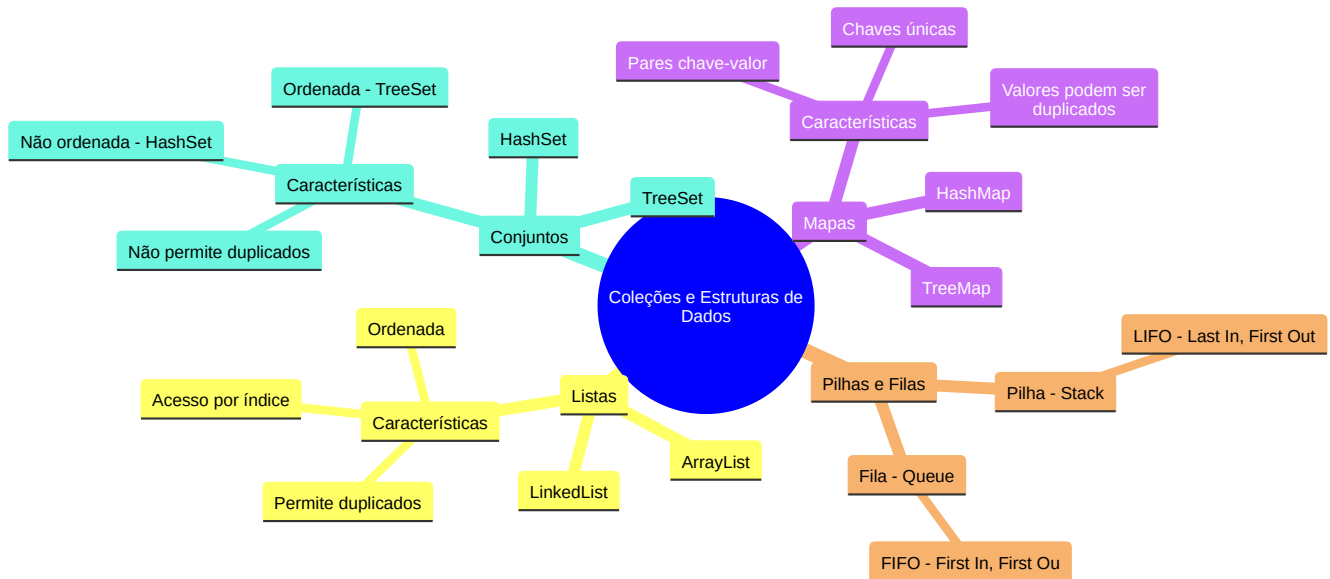 Coleções e Estruturas de
Dados
Conjuntos
HashSet
TreeSet
Características
Ordenada - TreeSet
Não ordenada - HashSet
Não permite duplicados
Mapas
Características
Pares chave-valor
Chaves únicas
Valores podem ser
duplicados
HashMap
TreeMap
Listas
Características
Ordenada
Acesso por índice
Permite duplicados
LinkedList
ArrayList
Pilhas e Filas
Pilha - Stack
LIFO - Last In, First Out
Fila - Queue
FIFO - First In, First Ou